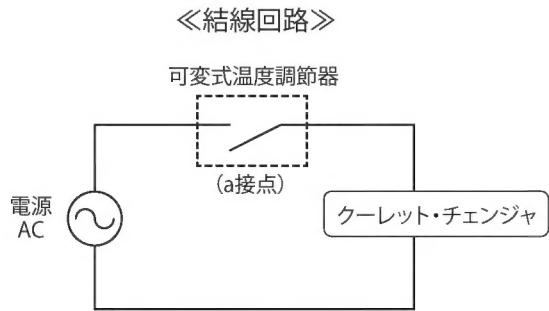 ≪結線回路≫
可変式温度調節器
(a接点)
電源
AC
クーレット・チェンジャ